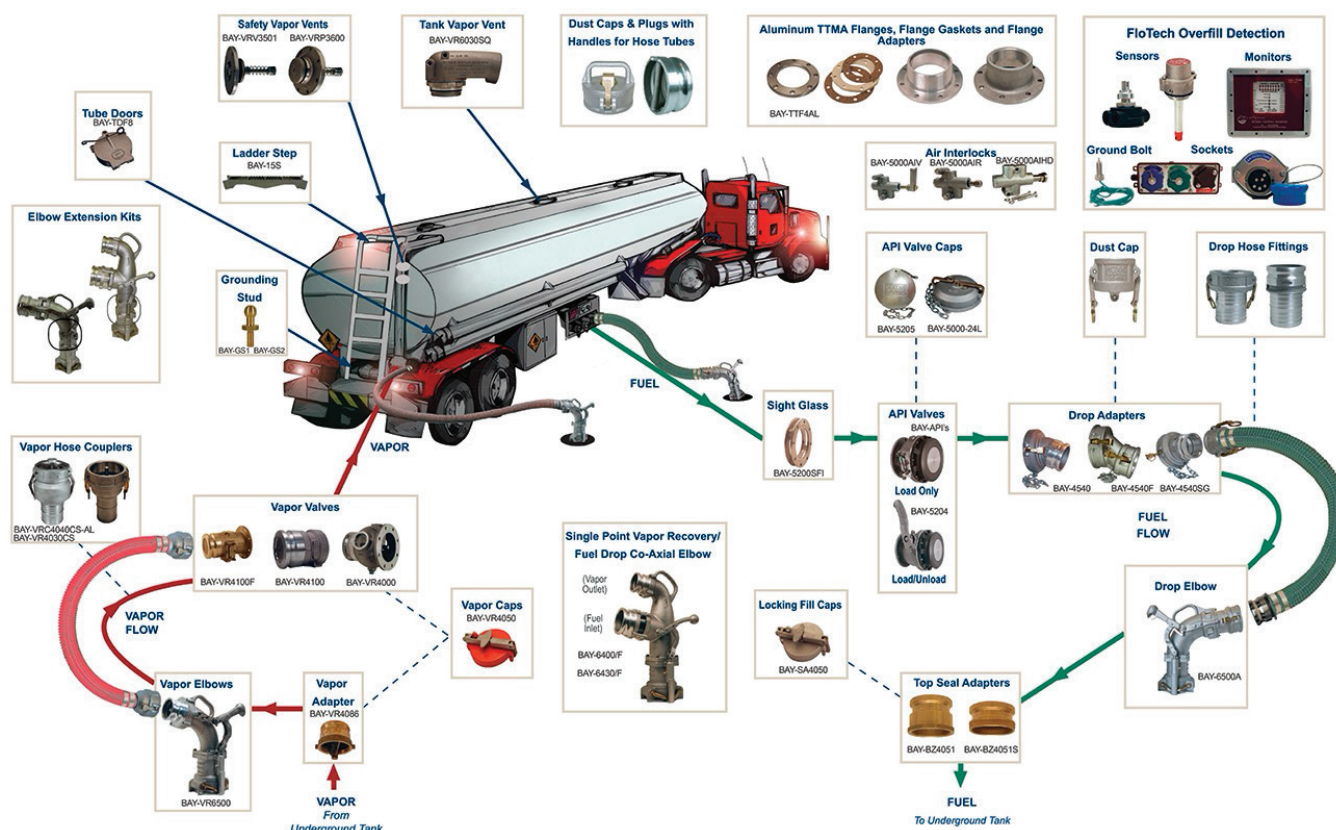 Safety Vapor Vents
BAY-VRV3501 BAY-VRP3600
Tank Vapor Vent
BAY-VR6030SQ
Dust Caps & Plugs with
Handles for Hose Tubes
Aluminum TTMA Flanges, Flange Gaskets and Flange
Adapters
BAY-TTF4AL
FloTech Overfill Detection
Sensors Monitors
Ground Bolt Sockets
Tube Doors
BAY-TDF8
Ladder Step
BAY-15S
Air Interlocks
BAY-5000AIV BAY-5000AIR BAY-5000AIHD
Elbow Extension Kits
Grounding
Stud
BAY-GS1 BAY-GS2
API Valve Caps
BAY-5205 BAY-5000-24L
Dust Cap
Drop Hose Fittings
FUEL
VAPOR
Sight Glass
BAY-5200SFI
API Valves
BAY-API's
Load Only
BAY-5204
Load/Unload
Drop Adapters
BAY-4540 BAY-4540F BAY-4540SG
FUEL
FLOW
Vapor Hose Couplers
BAY-VRC4040CS-AL
BAY-VR4030CS
Vapor Valves
BAY-VR4100F BAY-VR4100 BAY-VR4000
VAPOR
FLOW
Vapor Caps
BAY-VR4050
Single Point Vapor Recovery/
Fuel Drop Co-Axial Elbow
(Vapor
Outlet)
(Fuel
Inlet)
BAY-6400/F
BAY-6430/F
Locking Fill Caps
BAY-SA4050
Drop Elbow
BAY-6500A
Vapor Elbows
BAY-VR6500
Vapor
Adapter
BAY-VR4086
Top Seal Adapters
BAY-BZ4051 BAY-BZ4051S
VAPOR
From
Underground Tank
FUEL
To Underground Tank